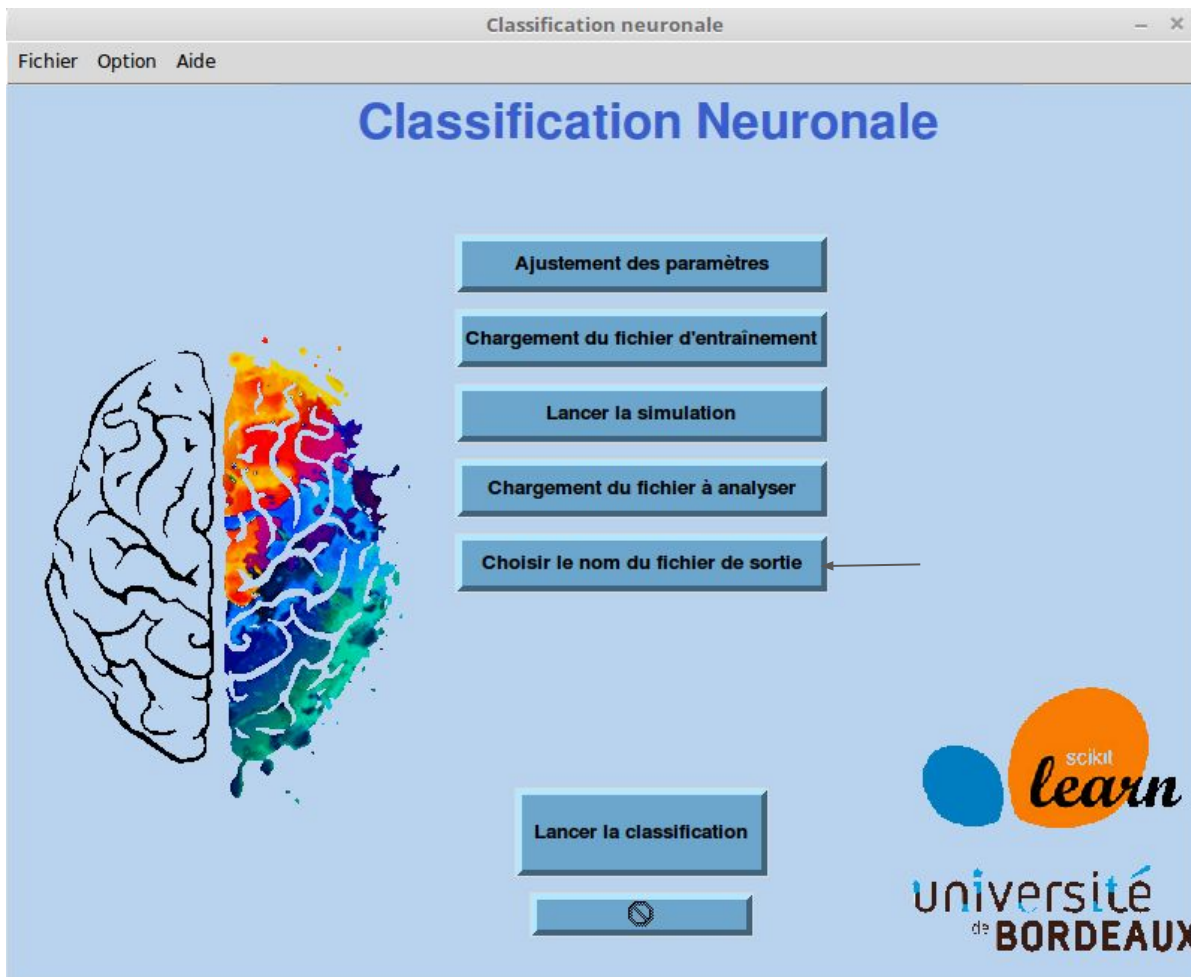 Classification neuronale
Fichier Option Aide
Classification Neuronale
Ajustement des paramètres
Chargement du fichier d'entraînement
Lancer la simulation
Chargement du fichier à analyser
Choisir le nom du fichier de sortie
Lancer la classification
scikit
learn
université
de BORDEAUX